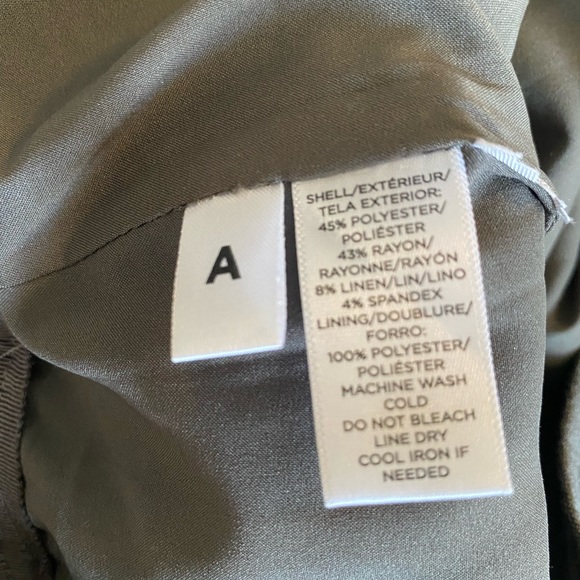 A
SHELL/EXTÉRIEUR/
TELA EXTERIOR:
45% POLYESTER/
POLIÉSTER
43% RAYON/
RAYONNE/RAYÓN
8% LINEN/LIN/LINO
4% SPANDEX
LINING/DOUBLURE/
FORRO:
100% POLYESTER/
POLIÉSTER
MACHINE WASH
COLD
DO NOT BLEACH
LINE DRY
COOL IRON IF
NEEDED